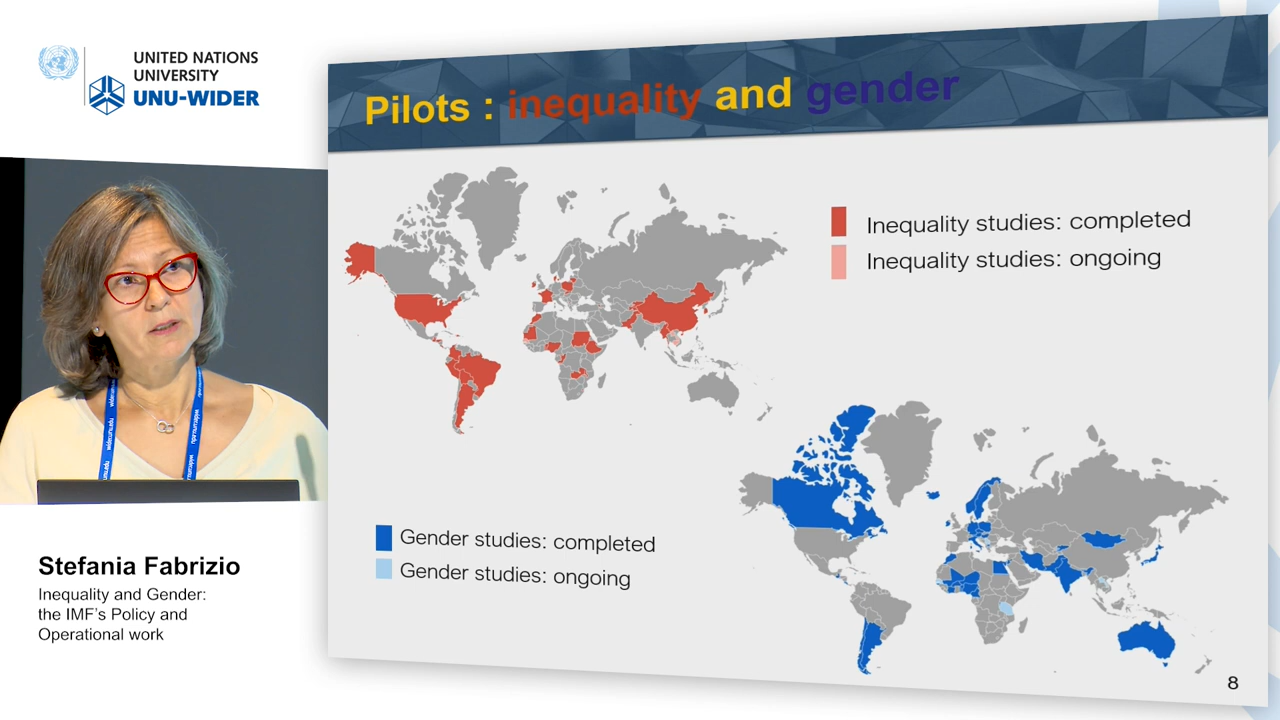 UNITED NATIONS
UNIVERSITY
UNU-WIDER
Pilots : inequality and gender
Inequality studies: completed
Inequality studies: ongoing
Gender studies: completed
Gender studies: ongoing
8
Stefania Fabrizio
Inequality and Gender:
the IMF's Policy and
Operational work